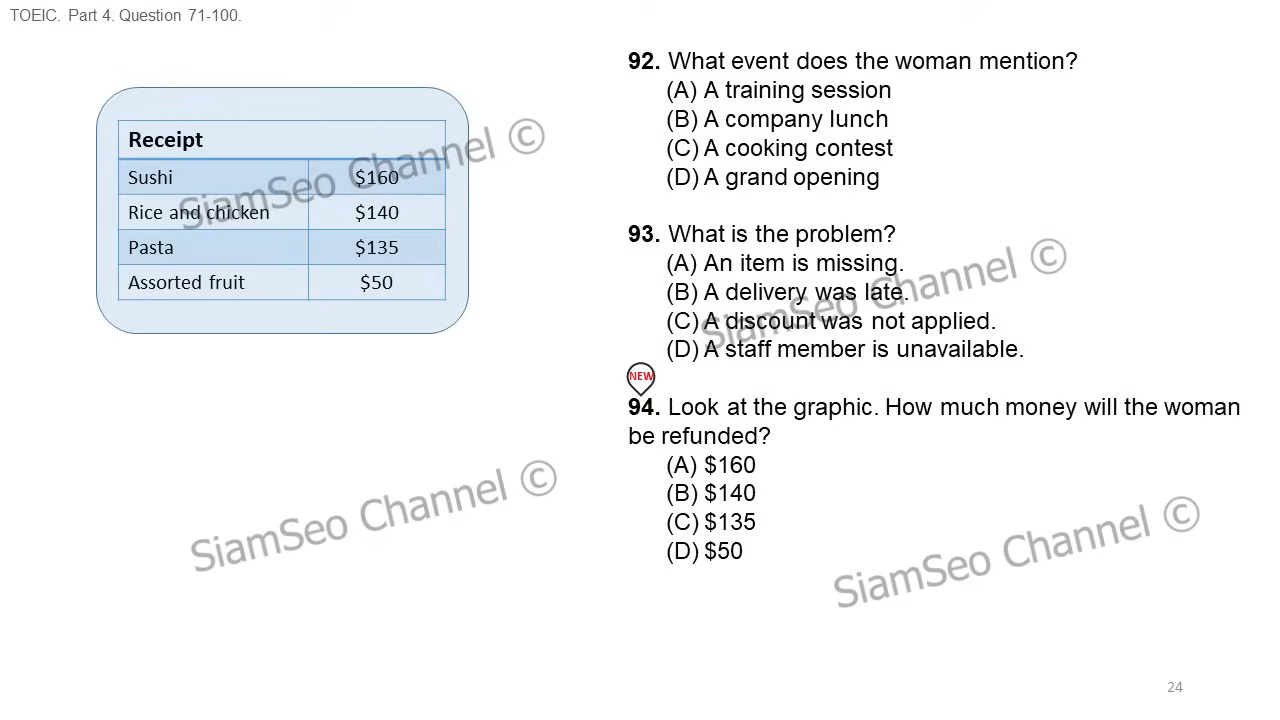 TOEIC. Part 4. Question 71-100.
Receipt
Sushi $160
Rice and chicken $140
Pasta $135
Assorted fruit $50
SiamSeo Channel ©
SiamSeo Channel ©
92. What event does the woman mention?
(A) A training session
(B) A company lunch
(C) A cooking contest
(D) A grand opening
93. What is the problem?
(A) An item is missing.
(B) A delivery was late.
(C) A discount was not applied.
(D) A staff member is unavailable.
SiamSeo Channel ©
NEW
94. Look at the graphic. How much money will the woman
be refunded?
(A) $160
(B) $140
(C) $135
(D) $50
SiamSeo Channel ©
24